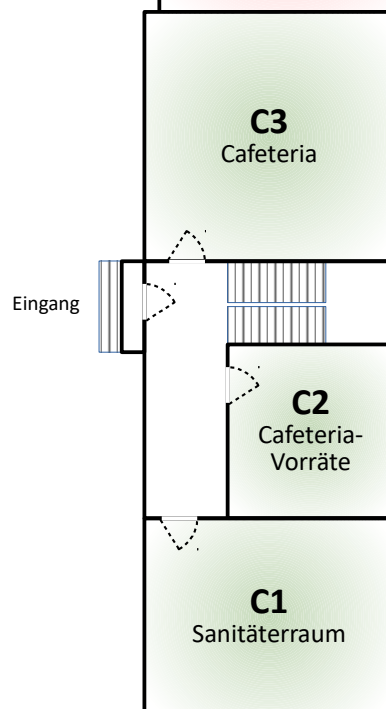 C3
Cafeteria
Eingang
C2
Cafeteria-
Vorräte
C1
Sanitäterraum